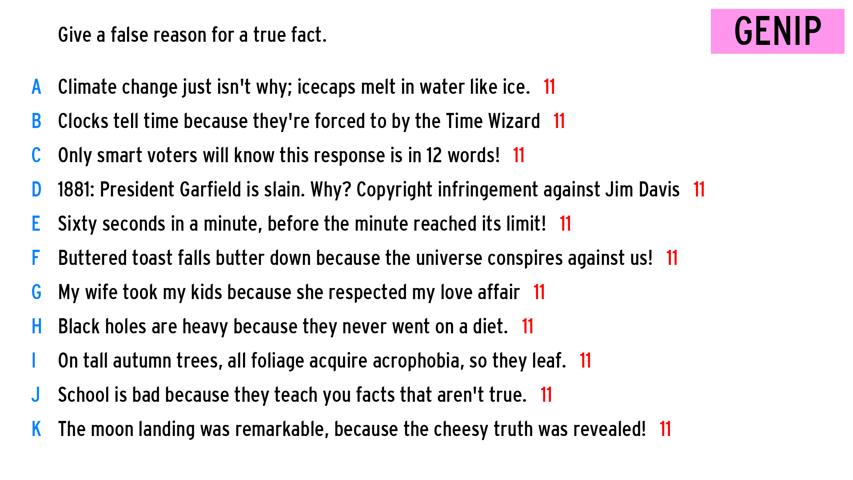 Give a false reason for a true fact.
GENIP
A Climate change just isn't why; icecaps melt in water like ice. 11
B Clocks tell time because they're forced to by the Time Wizard 11
C Only smart voters will know this response is in 12 words! 11
D 1881: President Garfield is slain. Why? Copyright infringement against Jim Davis 11
E Sixty seconds in a minute, before the minute reached its limit! 11
F Buttered toast falls butter down because the universe conspires against us! 11
G My wife took my kids because she respected my love affair 11
H Black holes are heavy because they never went on a diet. 11
I On tall autumn trees, all foliage acquire acrophobia, so they leaf. 11
J School is bad because they teach you facts that aren't true. 11
K The moon landing was remarkable, because the cheesy truth was revealed! 11